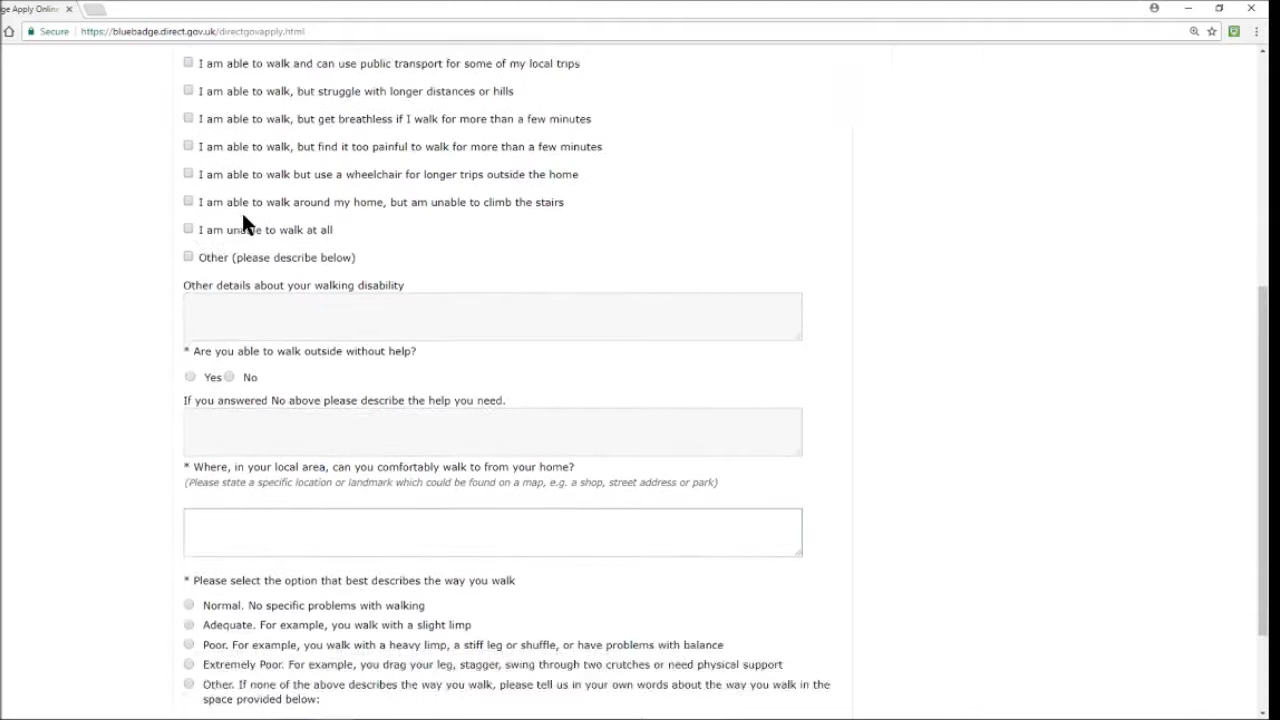 ge Apply Online
Secure
https://bluebadge.direct.gov.uk/directgovapply.html
I am able to walk and can use public transport for some of my local trips
I am able to walk, but struggle with longer distances or hills
I am able to walk, but get breathless if I walk for more than a few minutes
I am able to walk, but find it too painful to walk for more than a few minutes
I am able to walk but use a wheelchair for longer trips outside the home
I am able to walk around my home, but am unable to climb the stairs
I am unable to walk at all
Other (please describe below)
Other details about your walking disability
* Are you able to walk outside without help?
Yes No
If you answered No above please describe the help you need.
* Where, in your local area, can you comfortably walk to from your home?
(Please state a specific location or landmark which could be found on a map, e.g. a shop, street address or park)
* Please select the option that best describes the way you walk
Normal. No specific problems with walking
Adequate. For example, you walk with a slight limp
Poor. For example, you walk with a heavy limp, a stiff leg or shuffle, or have problems with balance
Extremely Poor. For example, you drag your leg, stagger, swing through two crutches or need physical support
Other. If none of the above describes the way you walk, please tell us in your own words about the way you walk in the
space provided below: